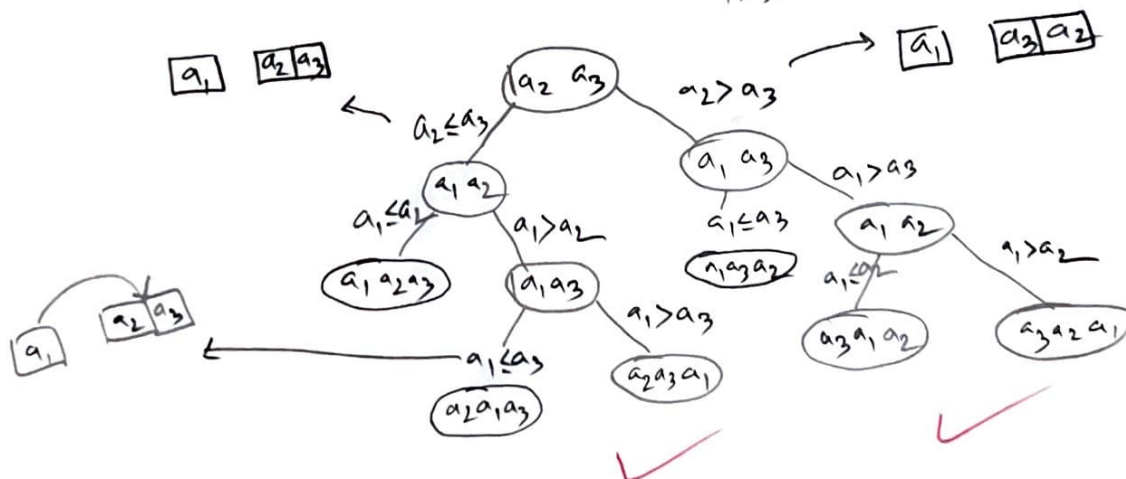 a₁ a₂ a₃
a₁ a₃ a₂
a₂ a₃
a₂≤a₃
a₂>a₃
a₁ a₂
a₁ a₃
a₁≤a₂
a₁>a₂
a₁≤a₃
a₁>a₃
a₁ a₂ a₃
a₁ a₃
a₁ a₃ a₂
a₁ a₂
a₁ a₂ a₃
a₁≤a₃
a₁>a₃
a₁≤a₂
a₁>a₂
a₂ a₁ a₃
a₂ a₃ a₁
a₃ a₁ a₂
a₃ a₂ a₁